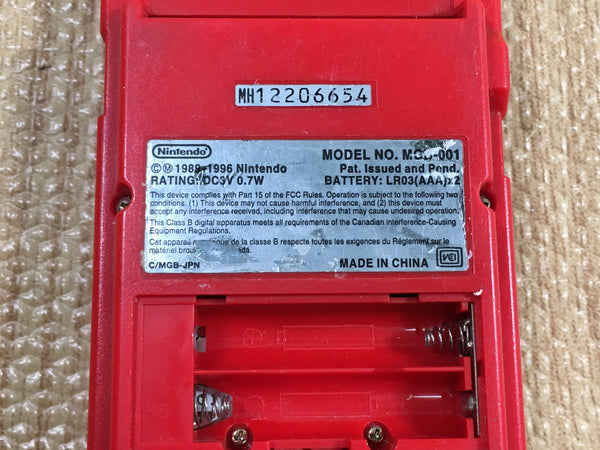 MH12206654
Nintendo
©Ⓜ 1989-1996 Nintendo
RATING: DC3V 0.7W
MODEL NO. MGB-001
Pat. Issued and Pend.
BATTERY: LR03(AAA)x2
This device complies with Part 15 of the FCC Rules. Operation is subject to the following two
conditions: (1) This device may not cause harmful interference, and (2) this device must
accept any interference received, including interference that may cause undesired operation.
This Class B digital apparatus meets all requirements of the Canadian Interference-Causing
Equipment Regulations.
Cet appareil de la classe B respecte toutes les exigences du Règlement sur le
matériel
C/MGB-JPN
MADE IN CHINA
VCI